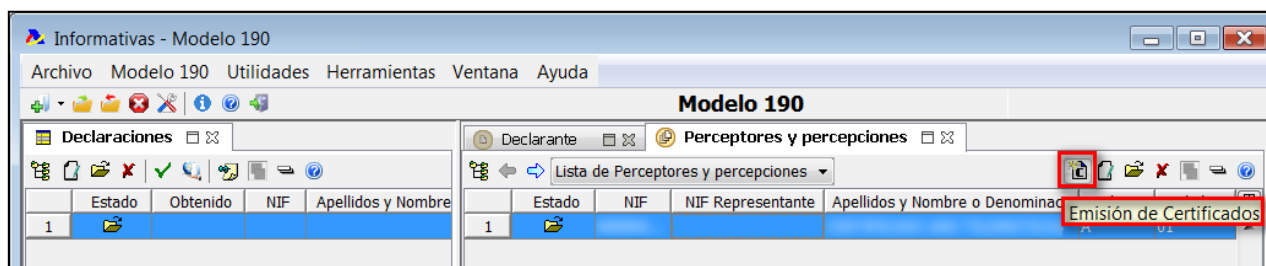 Informativas - Modelo 190
Archivo Modelo 190 Utilidades Herramientas Ventana Ayuda
Modelo 190
Declaraciones
Declarante Perceptores y percepciones
Lista de Perceptores y percepciones
Estado Obtenido NIF Apellidos y Nombre
Estado NIF NIF Representante Apellidos y Nombre o Denominac
Emisión de Certificados
1
1 A 01